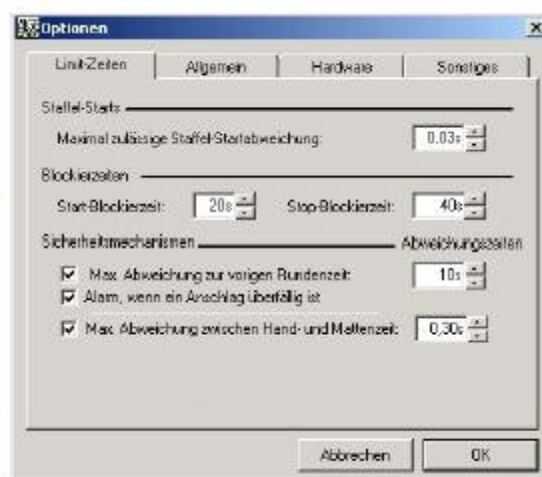 Optionen
Limit-Zeiten Allgemein Hardware Sonstiges
Staffel-Starts
Maximal zulässige Staffel-Startabweichung: 0.03s
Blockierzeiten
Start-Blockierzeit: 20s Stop-Blockierzeit: 40s
Sicherheitsmechanismen Abweichungszeiten
Max. Abweichung zur vorigen Rundenzeit: 10s
Alarm, wenn ein Anschlag überfällig ist
Max. Abweichung zwischen Hand- und Mattenzeit: 0,30s
Abbrechen OK